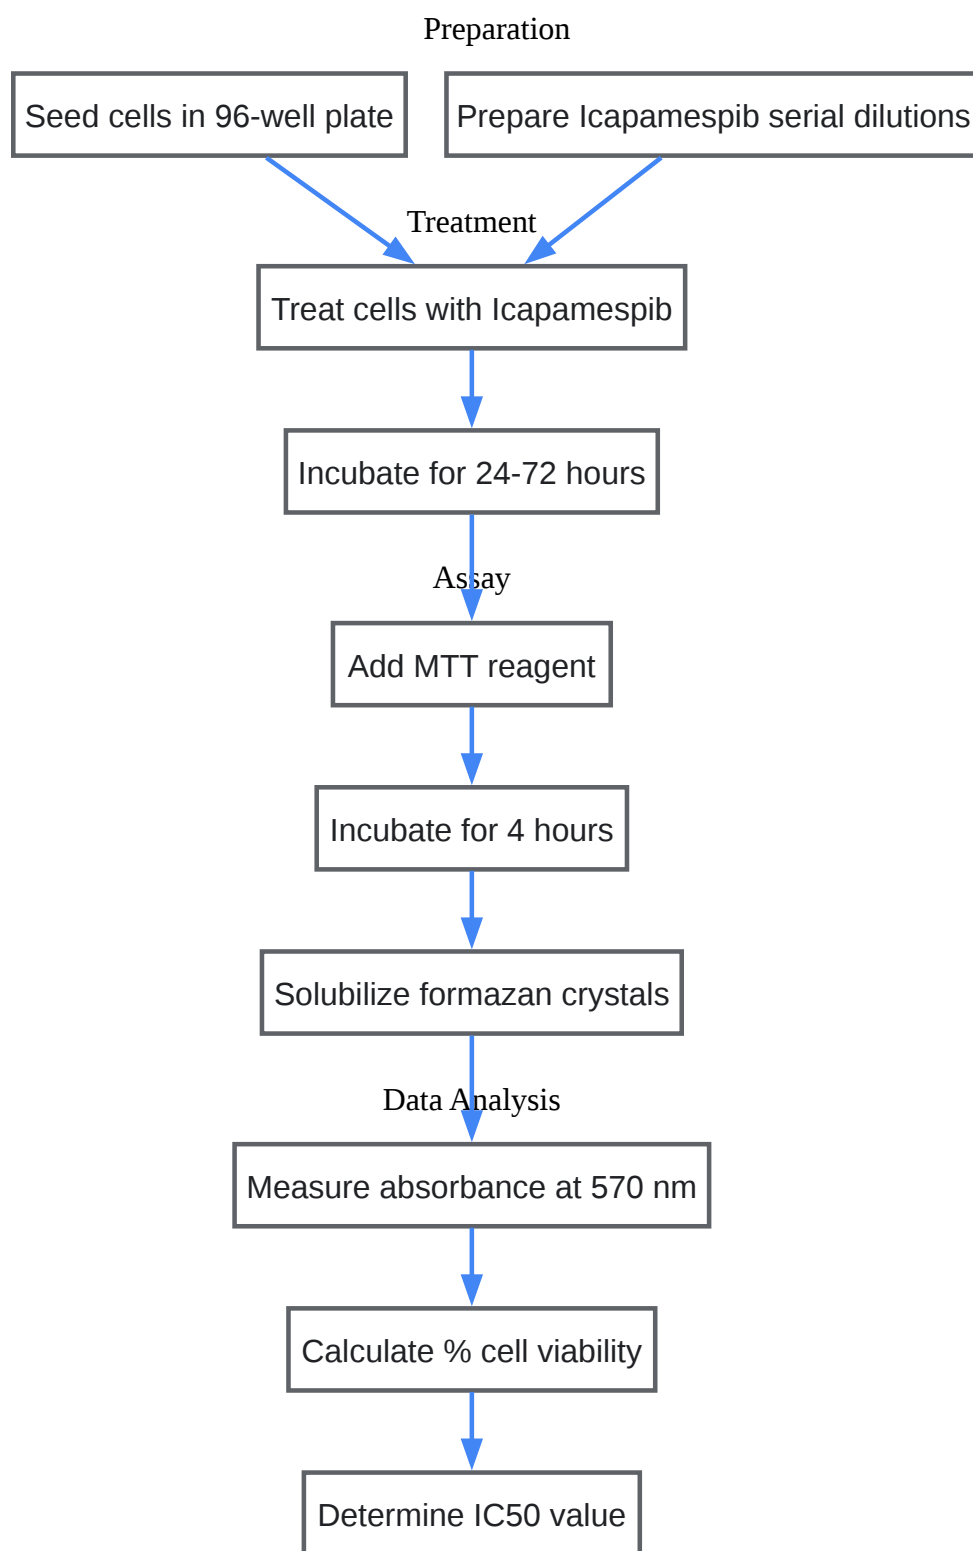 Preparation
Seed cells in 96-well plate
Prepare Icapamespib serial dilutions
Treatment
Treat cells with Icapamespib
Incubate for 24-72 hours
Assay
Add MTT reagent
Incubate for 4 hours
Solubilize formazan crystals
Data Analysis
Measure absorbance at 570 nm
Calculate % cell viability
Determine IC50 value